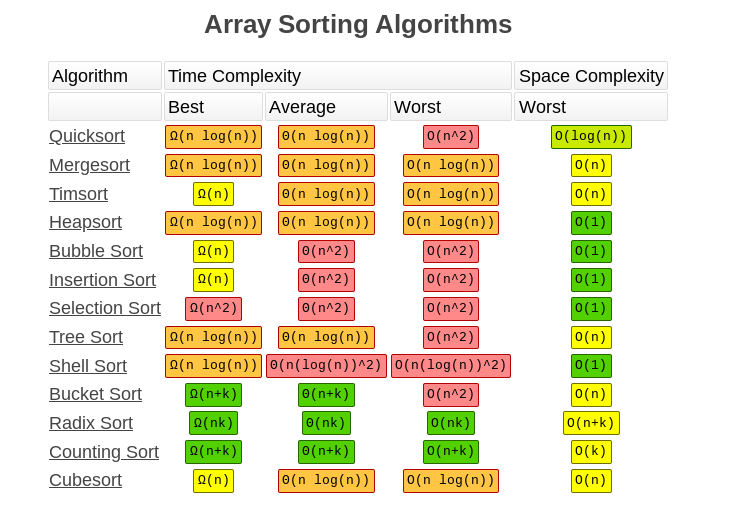 Array Sorting Algorithms
Algorithm Time Complexity Space Complexity
Best Average Worst Worst
Quicksort Ω(n log(n)) Θ(n log(n)) O(n^2) O(log(n))
Mergesort Ω(n log(n)) Θ(n log(n)) O(n log(n)) O(n)
Timsort Ω(n) Θ(n log(n)) O(n log(n)) O(n)
Heapsort Ω(n log(n)) Θ(n log(n)) O(n log(n)) O(1)
Bubble Sort Ω(n) Θ(n^2) O(n^2) O(1)
Insertion Sort Ω(n) Θ(n^2) O(n^2) O(1)
Selection Sort Ω(n^2) Θ(n^2) O(n^2) O(1)
Tree Sort Ω(n log(n)) Θ(n log(n)) O(n^2) O(n)
Shell Sort Ω(n log(n)) Θ(n(log(n))^2) O(n(log(n))^2) O(1)
Bucket Sort Ω(n+k) Θ(n+k) O(n^2) O(n)
Radix Sort Ω(nk) Θ(nk) O(nk) O(n+k)
Counting Sort Ω(n+k) Θ(n+k) O(n+k) O(k)
Cubesort Ω(n) Θ(n log(n)) O(n log(n)) O(n)